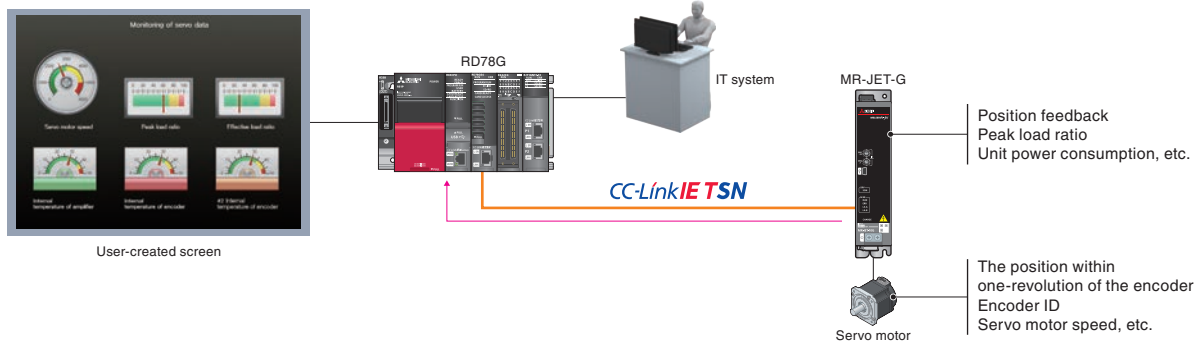 Monitoring of servo data
Servo motor speed
Peak load ratio
Effective load ratio
Internal
temperature of amplifier
Internal
temperature of encoder
temperature of encoder
User-created screen
RD78G
IT system
CC-Link IE TSN
MR-JET-G
Position feedback
Peak load ratio
Unit power consumption, etc.
The position within
one-revolution of the encoder
Encoder ID
Servo motor speed, etc.
Servo motor